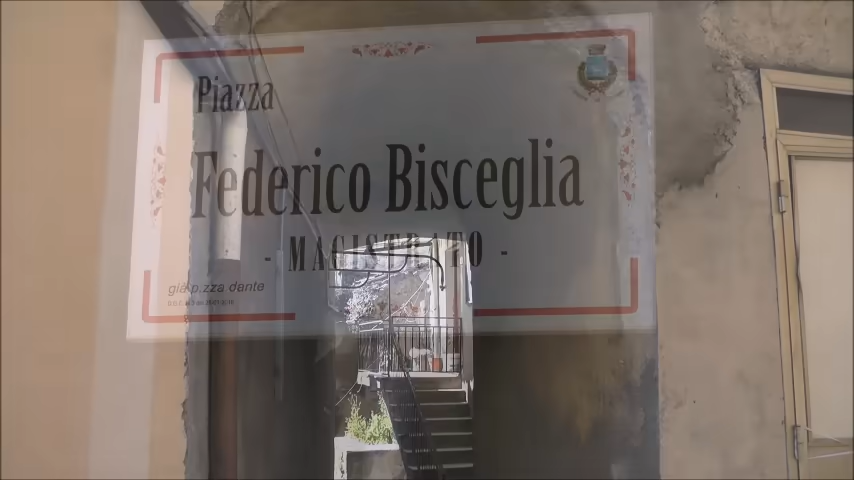 Piazza
Federico Bisceglia
- MAGISTRATO -
già p.zza dante